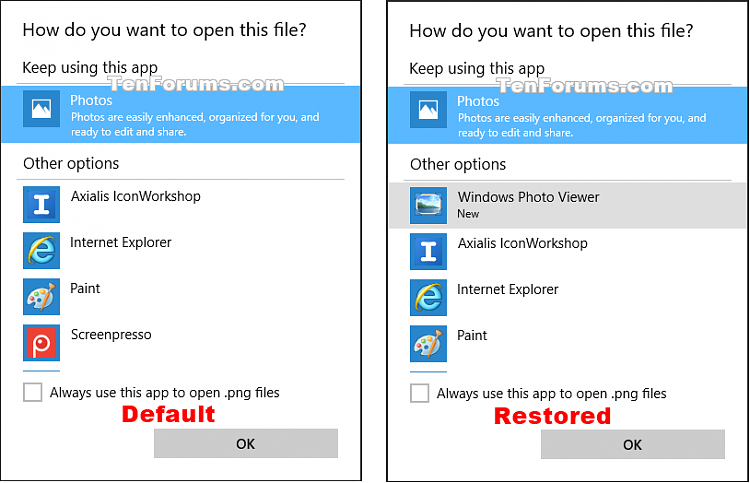 How do you want to open this file?
Keep using this app
TenForums.com
Photos
Photos are easily enhanced, organized for you, and
ready to edit and share.
Other options
Axialis IconWorkshop
Internet Explorer
Paint
Screenpresso
Always use this app to open .png files
Default
OK
How do you want to open this file?
Keep using this app
TenForums.com
Photos
Photos are easily enhanced, organized for you, and
ready to edit and share.
Other options
Windows Photo Viewer
New
Axialis IconWorkshop
Internet Explorer
Paint
Always use this app to open .png files
Restored
OK